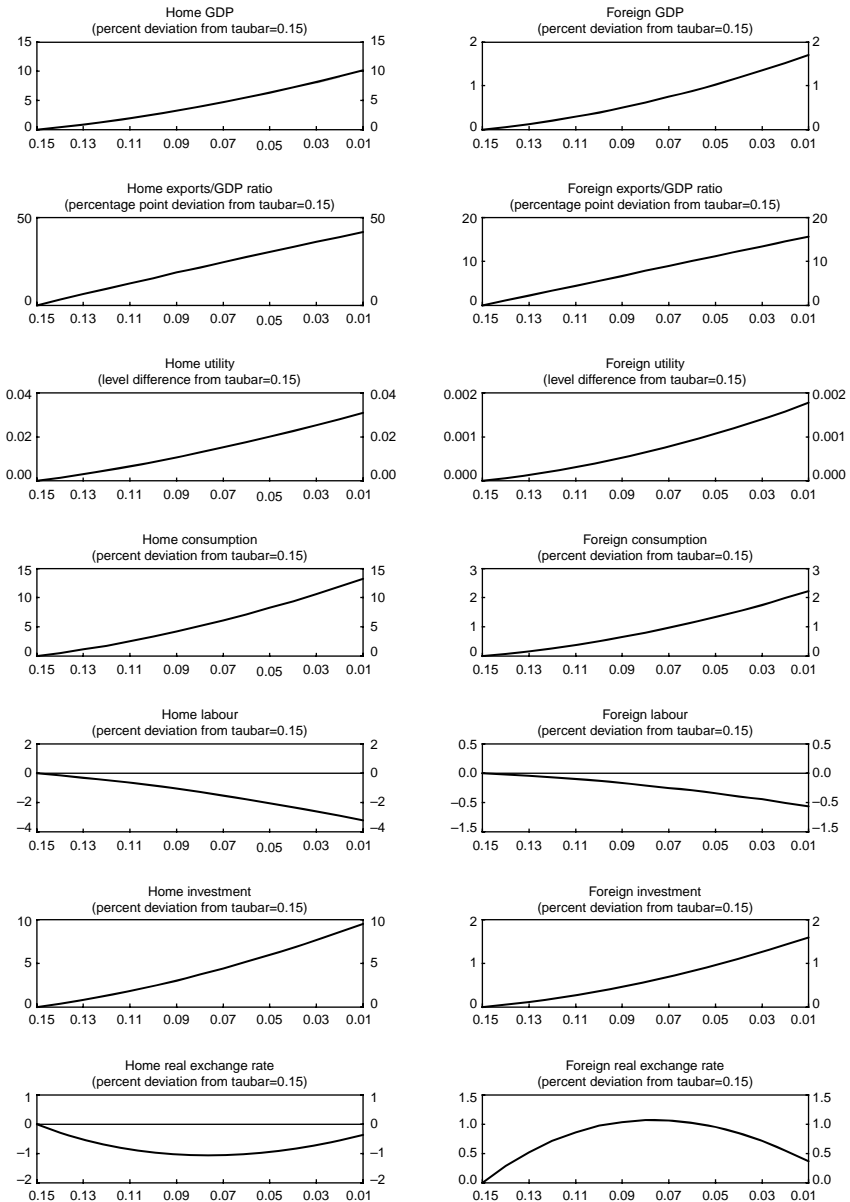 Home GDP
(percent deviation from taubar=0.15)
15 15
10 10
5 5
0 0
0.15 0.13 0.11 0.09 0.07 0.05 0.03 0.01
Foreign GDP
(percent deviation from taubar=0.15)
2 2
1 1
0 0
0.15 0.13 0.11 0.09 0.07 0.05 0.03 0.01
Home exports/GDP ratio
(percentage point deviation from taubar=0.15)
50 50
0 0
0.15 0.13 0.11 0.09 0.07 0.05 0.03 0.01
Foreign exports/GDP ratio
(percentage point deviation from taubar=0.15)
20 20
10 10
0 0
0.15 0.13 0.11 0.09 0.07 0.05 0.03 0.01
Home utility
(level difference from taubar=0.15)
0.04 0.04
0.02 0.02
0.00 0.00
0.15 0.13 0.11 0.09 0.07 0.05 0.03 0.01
Foreign utility
(level difference from taubar=0.15)
0.002 0.002
0.001 0.001
0.000 0.000
0.15 0.13 0.11 0.09 0.07 0.05 0.03 0.01
Home consumption
(percent deviation from taubar=0.15)
15 15
10 10
5 5
0 0
0.15 0.13 0.11 0.09 0.07 0.05 0.03 0.01
Foreign consumption
(percent deviation from taubar=0.15)
3 3
2 2
1 1
0 0
0.15 0.13 0.11 0.09 0.07 0.05 0.03 0.01
Home labour
(percent deviation from taubar=0.15)
2 2
0 0
–2 –2
–4 –4
0.15 0.13 0.11 0.09 0.07 0.05 0.03 0.01
Foreign labour
(percent deviation from taubar=0.15)
0.5 0.5
0.0 0.0
–0.5 –0.5
–1.5 –1.5
0.15 0.13 0.11 0.09 0.07 0.05 0.03 0.01
Home investment
(percent deviation from taubar=0.15)
10 10
5 5
0 0
0.15 0.13 0.11 0.09 0.07 0.05 0.03 0.01
Foreign investment
(percent deviation from taubar=0.15)
2 2
1 1
0 0
0.15 0.13 0.11 0.09 0.07 0.05 0.03 0.01
Home real exchange rate
(percent deviation from taubar=0.15)
1 1
0 0
–1 –1
–2 –2
0.15 0.13 0.11 0.09 0.07 0.05 0.03 0.01
Foreign real exchange rate
(percent deviation from taubar=0.15)
1.5 1.5
1.0 1.0
0.5 0.5
0.0 0.0
0.15 0.13 0.11 0.09 0.07 0.05 0.03 0.01